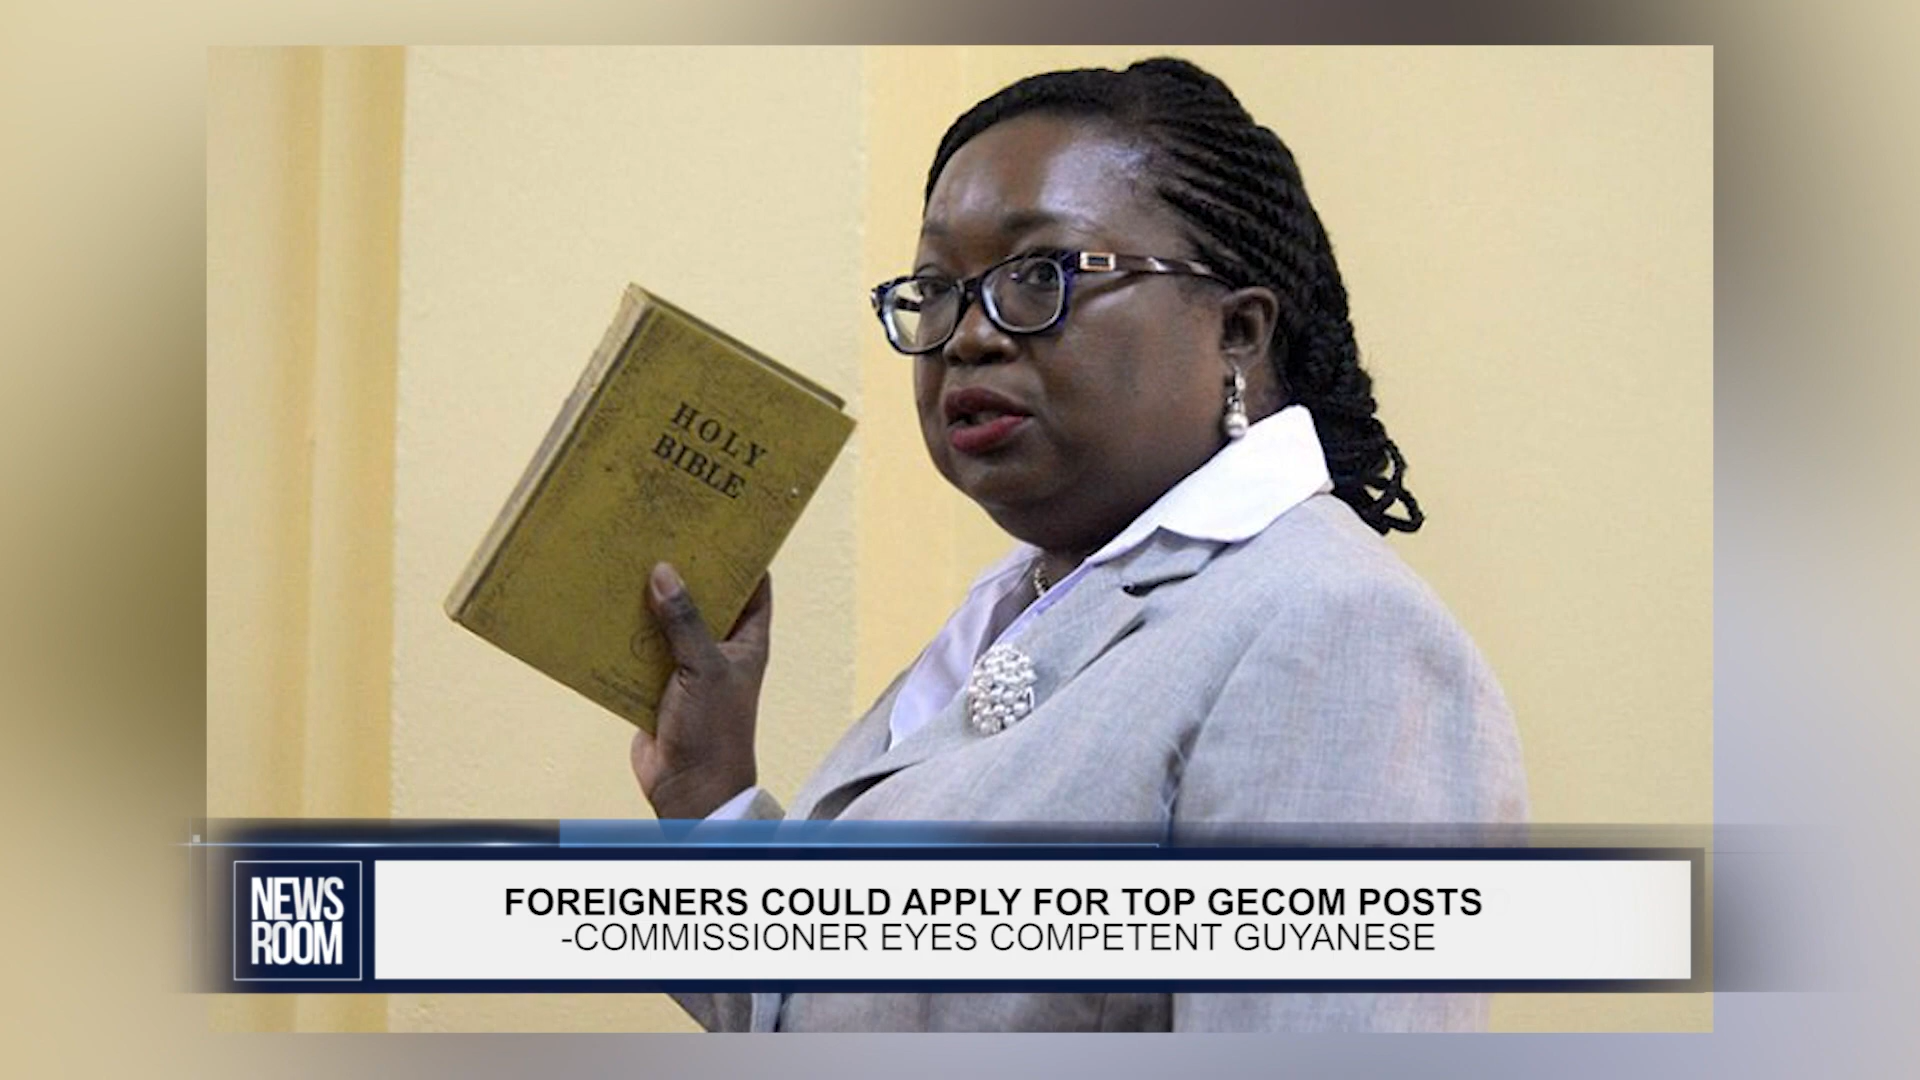 HOLY
BIBLE
NEWS
ROOM
FOREIGNERS COULD APPLY FOR TOP GECOM POSTS
-COMMISSIONER EYES COMPETENT GUYANESE